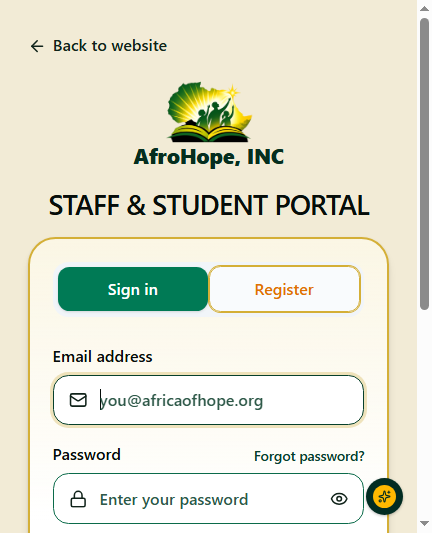 Back to website
AfroHope, INC
STAFF & STUDENT PORTAL
Sign in
Register
Email address
you@africaofhope.org
Password
Forgot password?
Enter your password